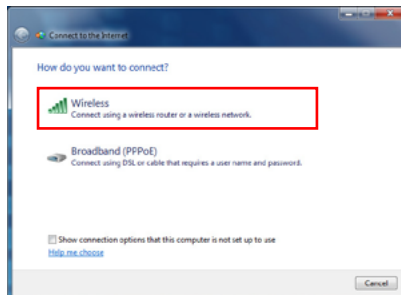 Connect to the Internet
How do you want to connect?
Wireless
Connect using a wireless router or a wireless network.
Broadband (PPPoE)
Connect using DSL or cable that requires a user name and password.
Show connection options that this computer is not set up to use
Help me choose
Cancel